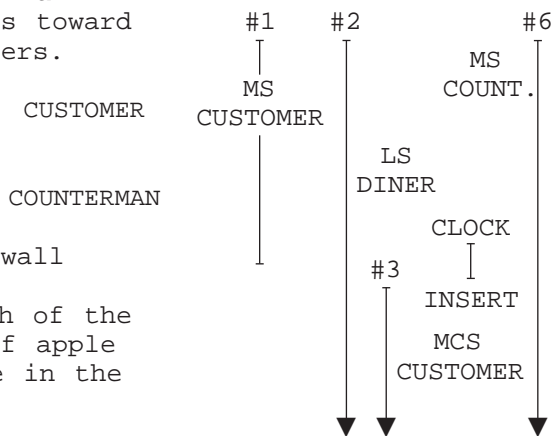 s toward
ers.
CUSTOMER
COUNTERMAN
wall
h of the
f apple
e in the
#1 #2 #6
MS
CUSTOMER
MS
COUNT.
LS
DINER
CLOCK
#3
INSERT
MCS
CUSTOMER